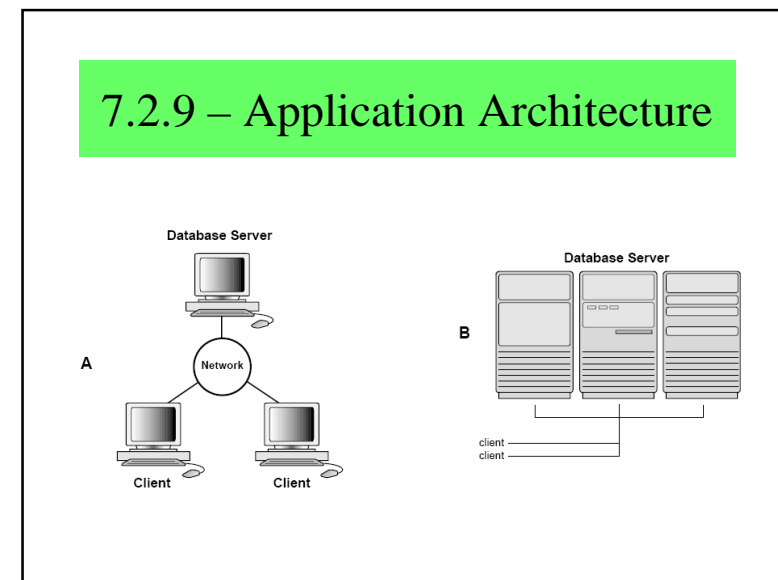 7.2.9 – Application Architecture
Database Server
A
Network
Client
Client
Database Server
B
client
client